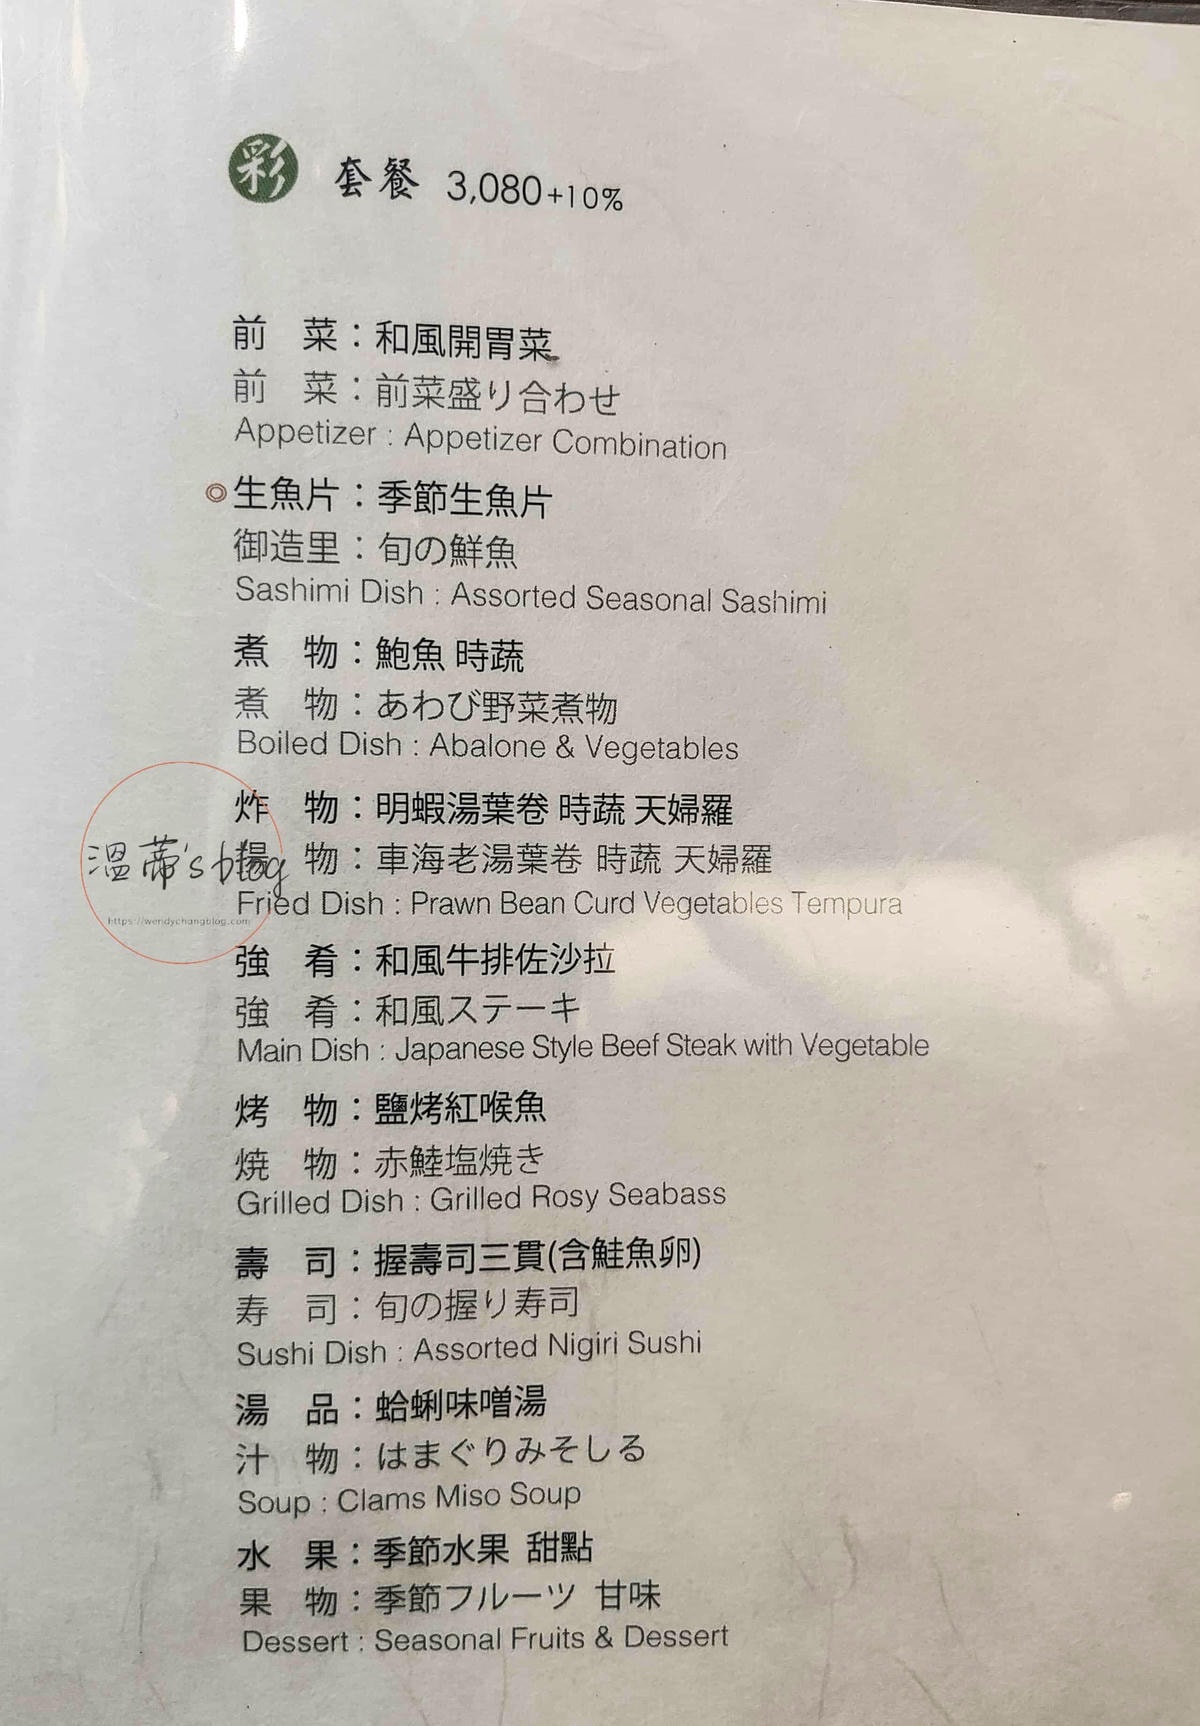 彩 套餐 3,080+10%
前 菜：和風開胃菜
前 菜：前菜盛り合わせ
Appetizer : Appetizer Combination
◎生魚片：季節生魚片
御造里：旬の鮮魚
Sashimi Dish : Assorted Seasonal Sashimi
煮 物：鮑魚 時蔬
煮 物：あわび野菜煮物
Boiled Dish : Abalone & Vegetables
炸 物：明蝦湯葉卷 時蔬 天婦羅
溫蒂's blog
揚 物：車海老湯葉卷 時蔬 天婦羅
Fried Dish : Prawn Bean Curd Vegetables Tempura
https://wendychangblog.com
強 肴：和風牛排佐沙拉
強 肴：和風ステーキ
Main Dish : Japanese Style Beef Steak with Vegetable
烤 物：鹽烤紅喉魚
焼 物：赤鯥塩焼き
Grilled Dish : Grilled Rosy Seabass
壽 司：握壽司三貫(含鮭魚卵)
寿 司：旬の握り寿司
Sushi Dish : Assorted Nigiri Sushi
湯 品：蛤蜊味噌湯
汁 物：はまぐりみそしる
Soup : Clams Miso Soup
水 果：季節水果 甜點
果 物：季節フルーツ 甘味
Dessert : Seasonal Fruits & Dessert